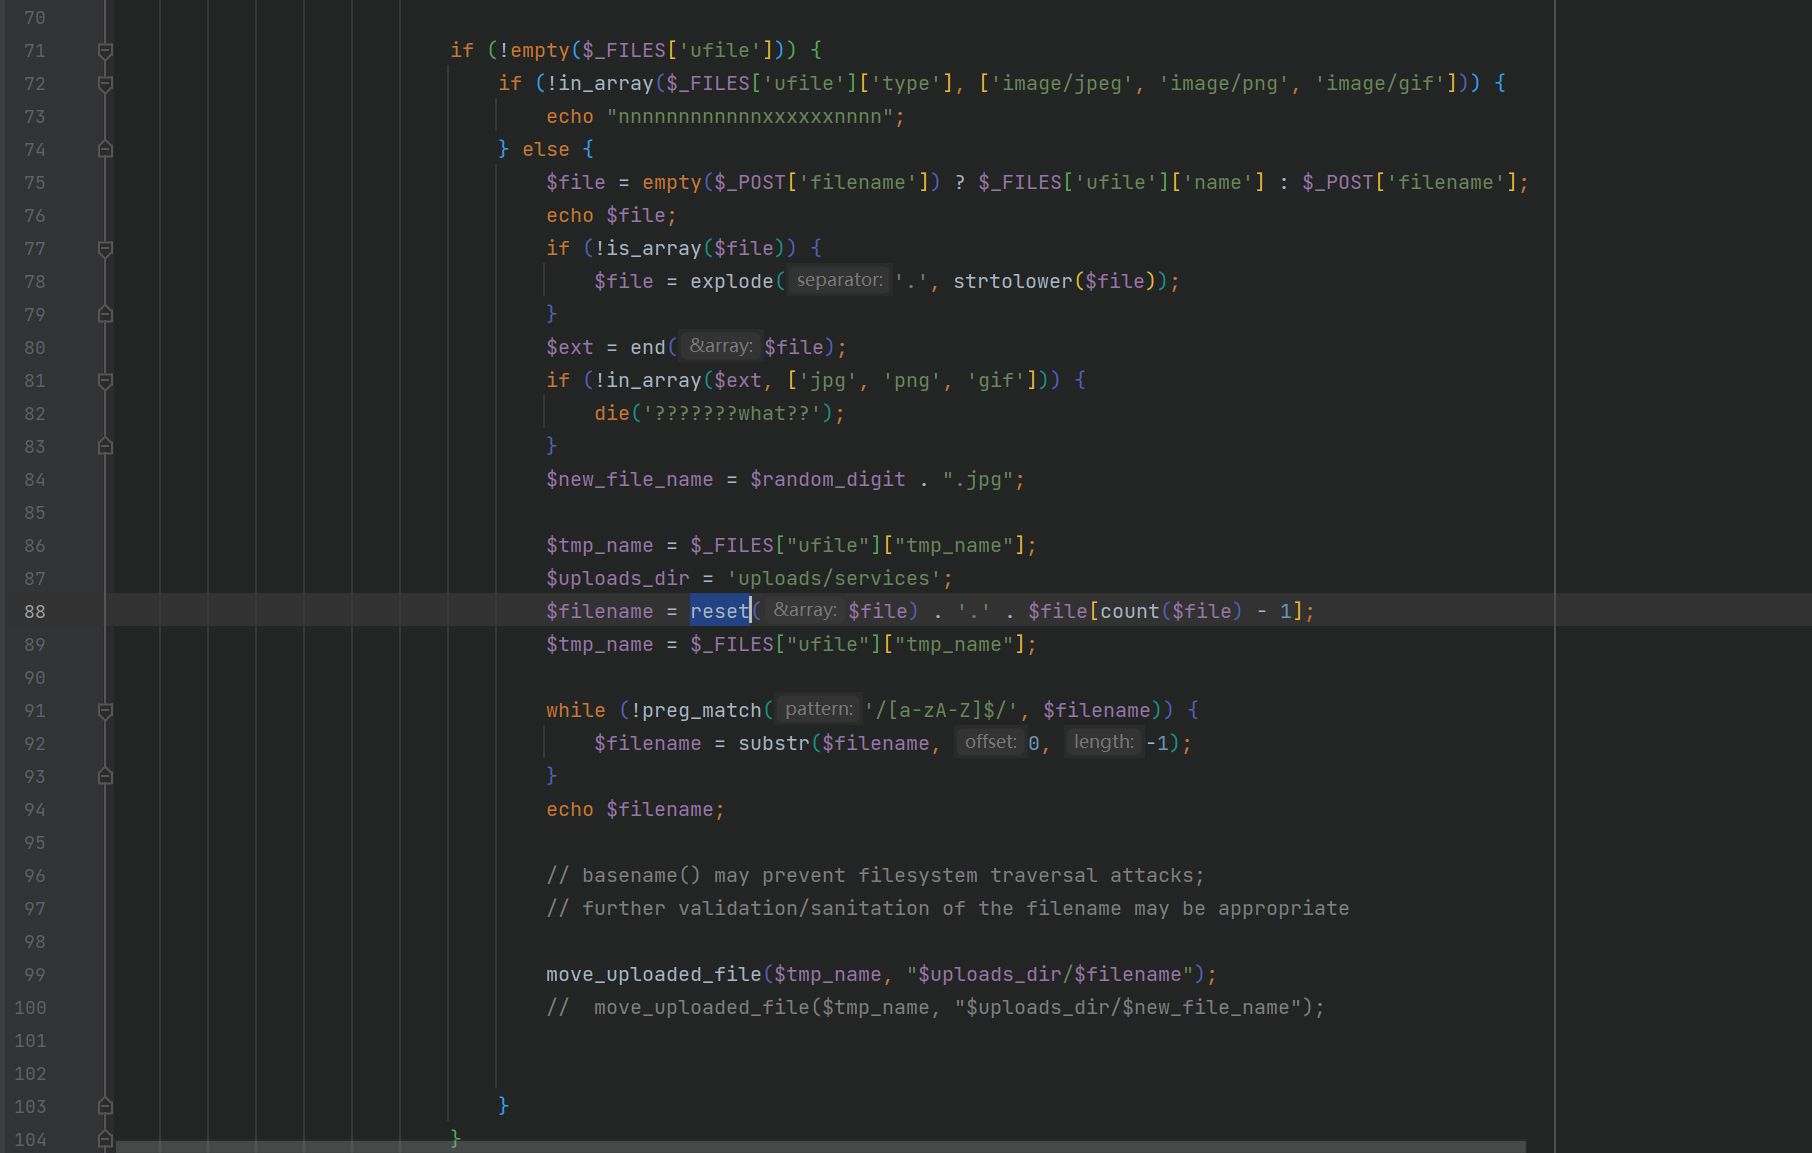 70
71 if (!empty($_FILES['ufile'])) {
72 if (!in_array($_FILES['ufile']['type'], ['image/jpeg', 'image/png', 'image/gif'])) {
73 echo "nnnnnnnnnnnnxxxxxxnnnn";
74 } else {
75 $file = empty($_POST['filename']) ? $_FILES['ufile']['name'] : $_POST['filename'];
76 echo $file;
77 if (!is_array($file)) {
78 $file = explode( separator: '.', strtolower($file));
79 }
80 $ext = end( &array: $file);
81 if (!in_array($ext, ['jpg', 'png', 'gif'])) {
82 die('???????what??');
83 }
84 $new_file_name = $random_digit . ".jpg";
85
86 $tmp_name = $_FILES["ufile"]["tmp_name"];
87 $uploads_dir = 'uploads/services';
88 $filename = reset( &array: $file) . '.' . $file[count($file) - 1];
89 $tmp_name = $_FILES["ufile"]["tmp_name"];
90
91 while (!preg_match( pattern: '/[a-zA-Z]$/', $filename)) {
92 $filename = substr($filename, offset: 0, length: -1);
93 }
94 echo $filename;
95
96 // basename() may prevent filesystem traversal attacks;
97 // further validation/sanitation of the filename may be appropriate
98
99 move_uploaded_file($tmp_name, "$uploads_dir/$filename");
100 // move_uploaded_file($tmp_name, "$uploads_dir/$new_file_name");
101
102
103 }
104 }